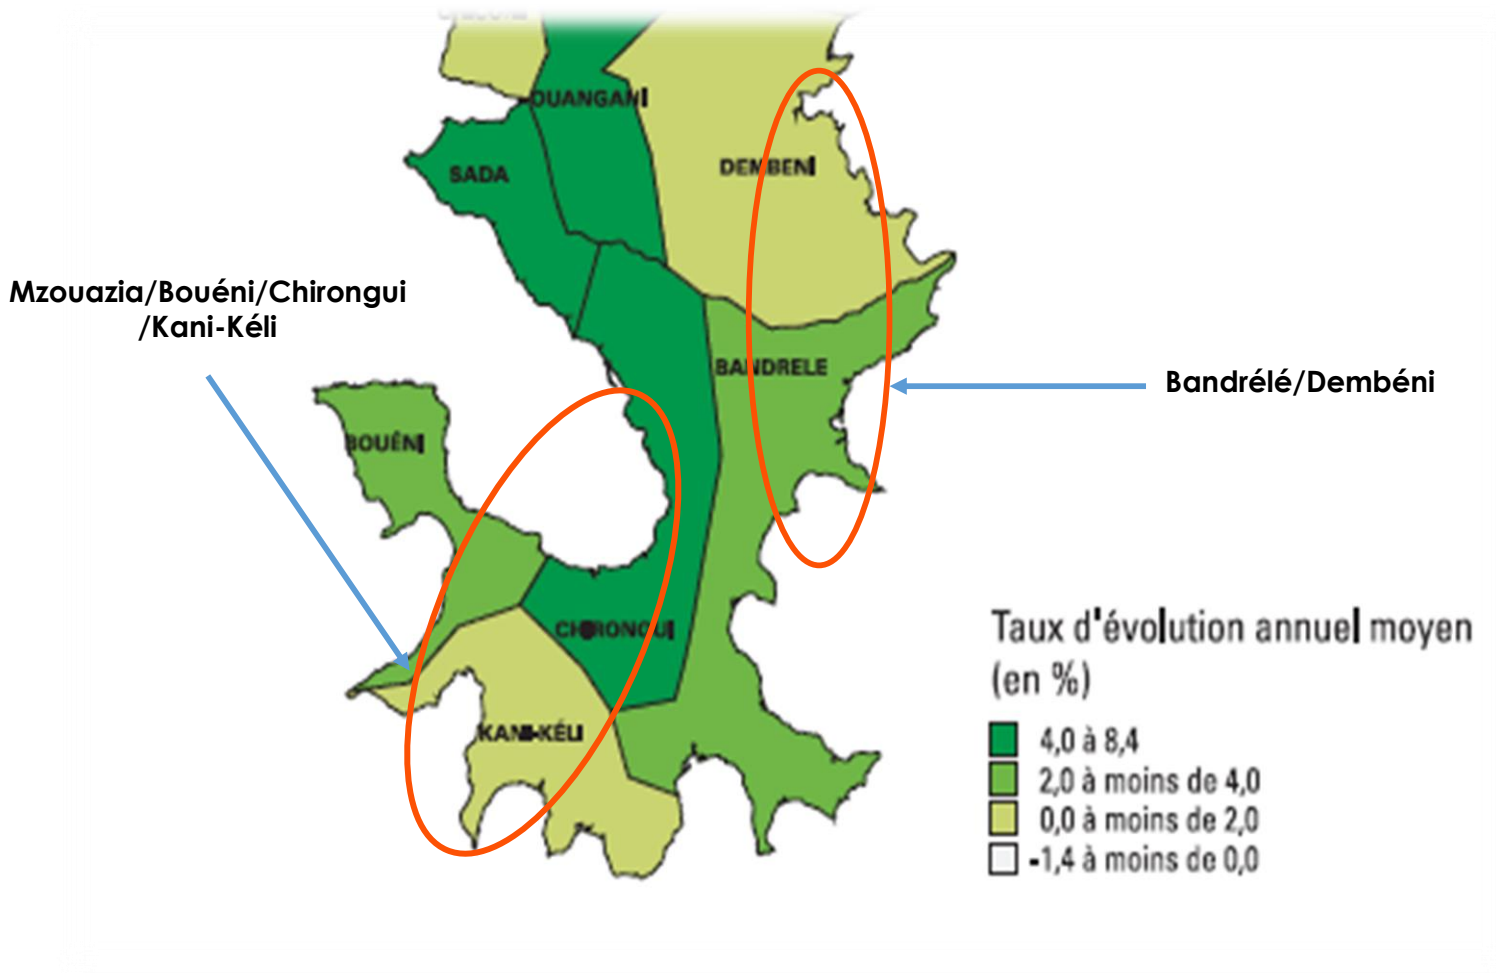 OUANGANI
SADA
DEMBENI
Mzouazia/Bouéni/Chirongui
/Kani-Kéli
BANDRELE
Bandrélé/Dembéni
BOUÉNI
CHIRONGUI
KANI-KÉLI
Taux d'évolution annuel moyen
(en %)
4,0 à 8,4
2,0 à moins de 4,0
0,0 à moins de 2,0
-1,4 à moins de 0,0